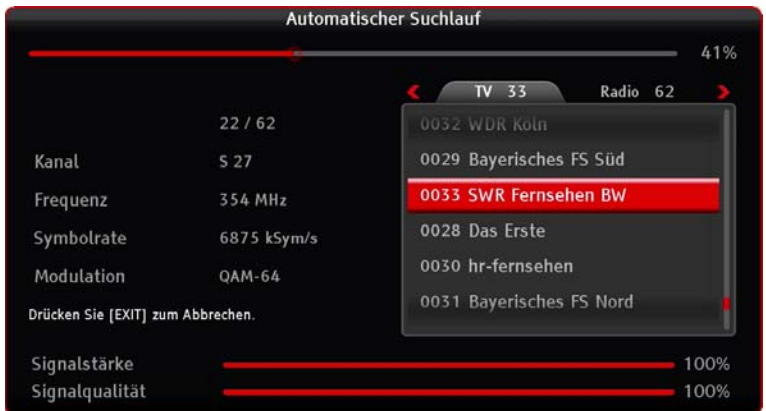 Automatischer Suchlauf
41%
TV 33 Radio 62
22 / 62
Kanal S 27
Frequenz 354 MHz
Symbolrate 6875 kSym/s
Modulation QAM-64
Drücken Sie [EXIT] zum Abbrechen.
0032 WDR Köln
0029 Bayerisches FS Süd
0033 SWR Fernsehen BW
0028 Das Erste
0030 hr-fernsehen
0031 Bayerisches FS Nord
Signalstärke 100%
Signalqualität 100%